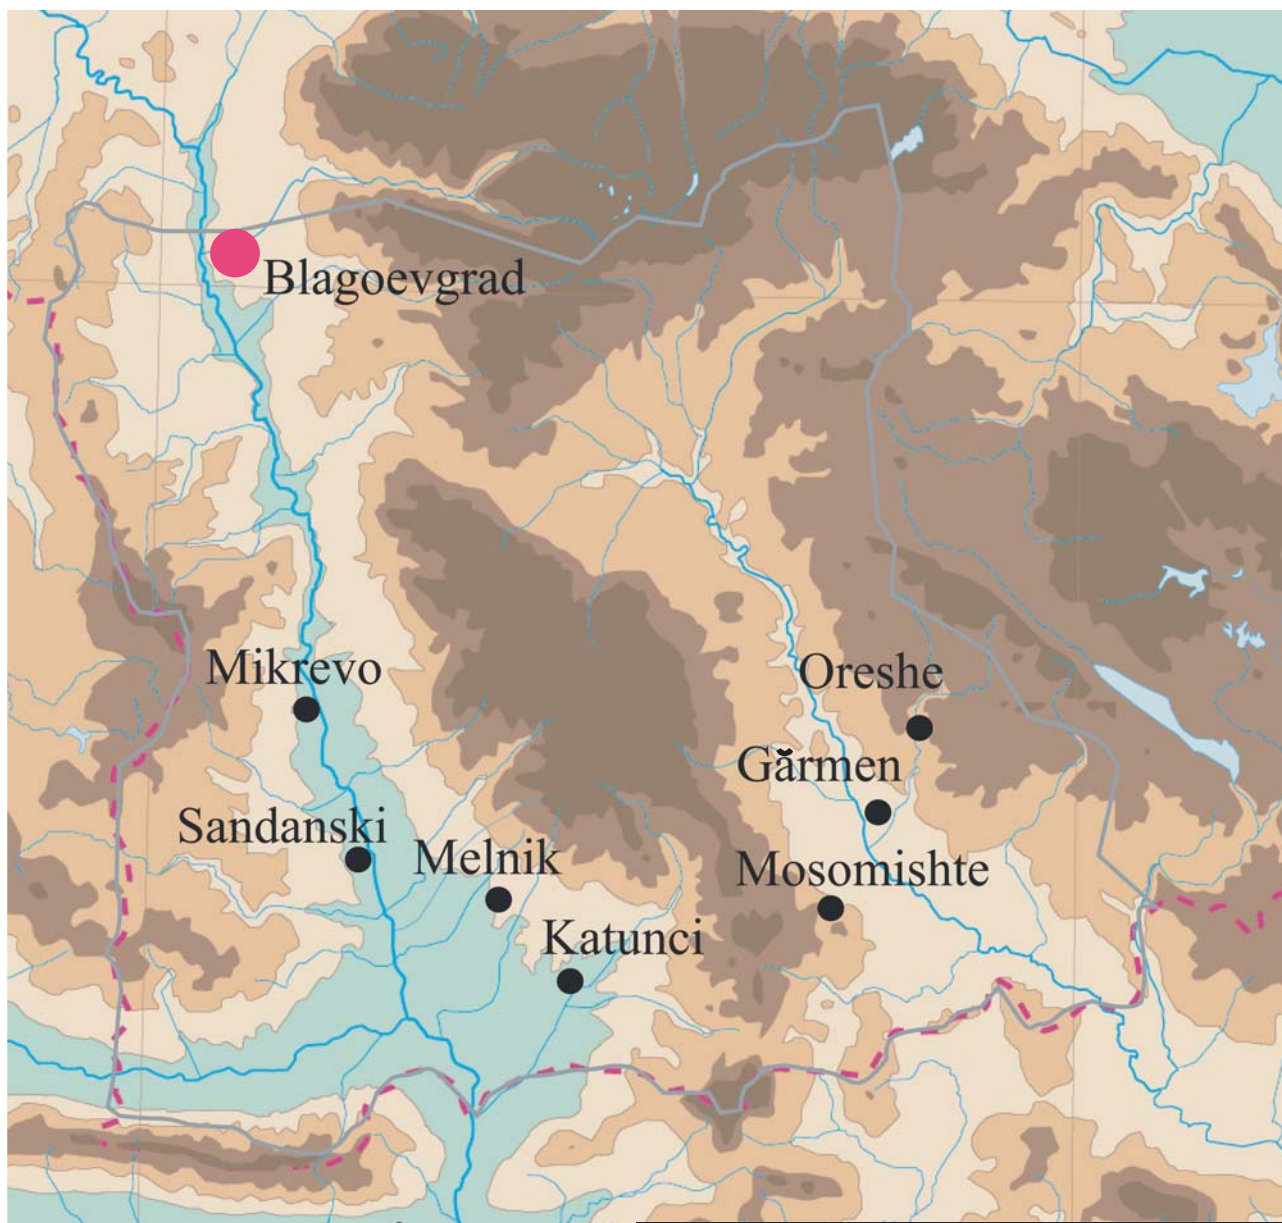 Blagoevgrad
Mikrevo
Oreshe
Gărmen
Sandanski
Melnik
Mosomishte
Katunci